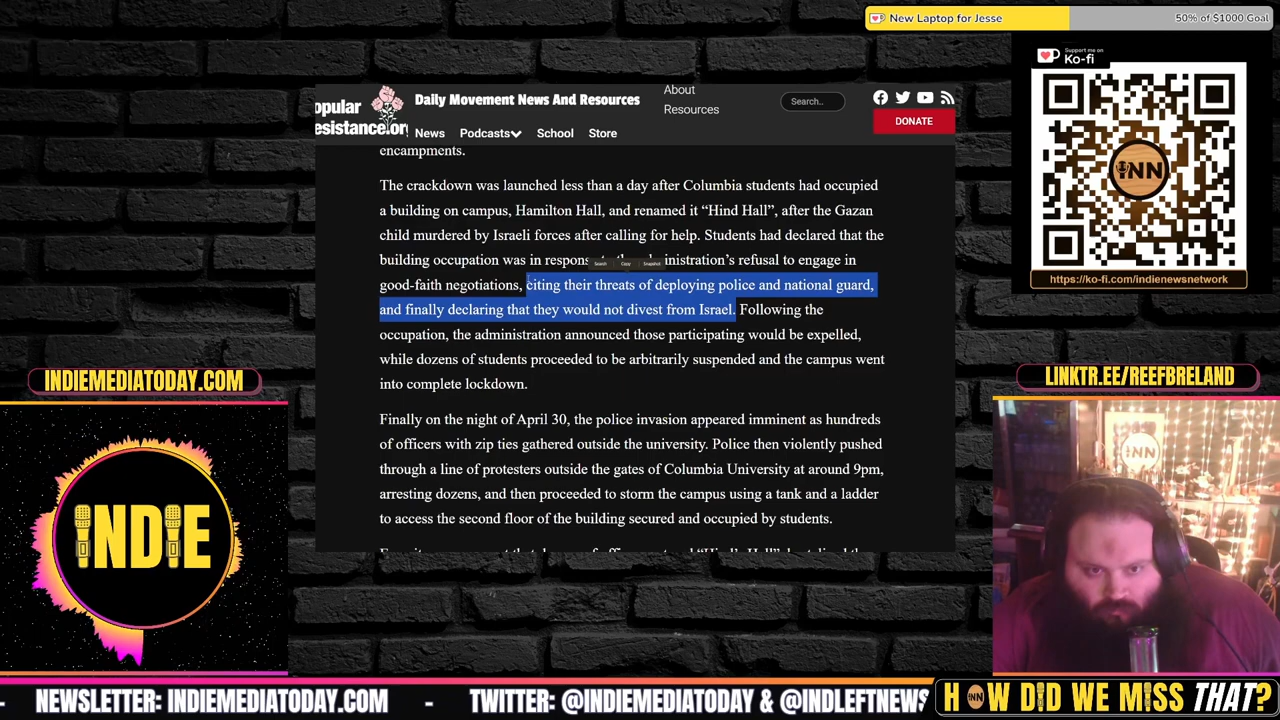 New Laptop for Jesse
50% of $1000 Goal
Support me on
Ko-fi
iNN
https://ko-fi.com/indienewsnetwork
opular
esistance.or
Daily Movement News And Resources
About
Resources
Search..
DONATE
News
Podcasts
School
Store
encampments.
The crackdown was launched less than a day after Columbia students had occupied
a building on campus, Hamilton Hall, and renamed it “Hind Hall”, after the Gazan
child murdered by Israeli forces after calling for help. Students had declared that the
building occupation was in respons ministration’s refusal to engage in
Search Copy Snapshot
good-faith negotiations, citing their threats of deploying police and national guard,
and finally declaring that they would not divest from Israel. Following the
occupation, the administration announced those participating would be expelled,
while dozens of students proceeded to be arbitrarily suspended and the campus went
into complete lockdown.
Finally on the night of April 30, the police invasion appeared imminent as hundreds
of officers with zip ties gathered outside the university. Police then violently pushed
through a line of protesters outside the gates of Columbia University at around 9pm,
arresting dozens, and then proceeded to storm the campus using a tank and a ladder
to access the second floor of the building secured and occupied by students.
INDIEMEDIATODAY.COM
LINKTR.EE/REEFBRELAND
iNDiE
iNN
- NEWSLETTER: INDIEMEDIATODAY.COM - TWITTER: @INDIEMEDIATODAY & @INDLEFTNEWS
HOW DiD WE MiSS THAT?